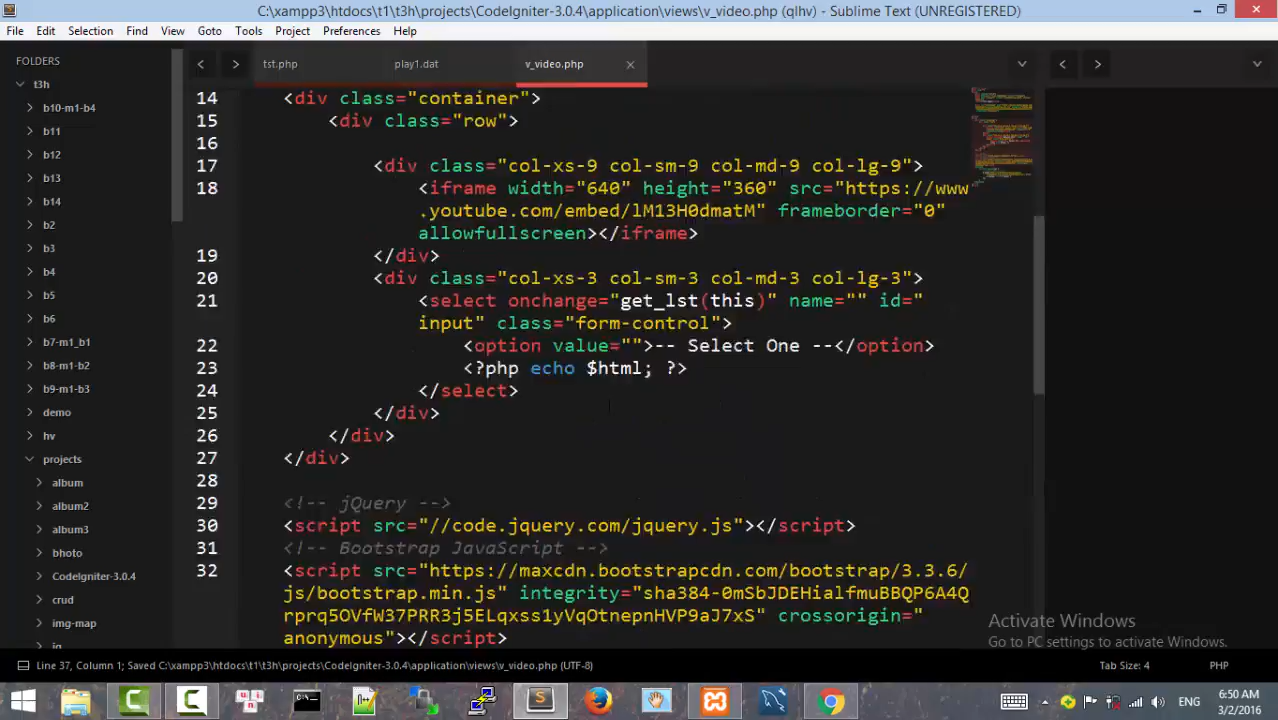 C:\xampp3\htdocs\t1\t3h\projects\CodeIgniter-3.0.4\application\views\v_video.php (qlhv) - Sublime Text (UNREGISTERED)
File Edit Selection Find View Goto Tools Project Preferences Help
FOLDERS
t3h
b10-m1-b4
b11
b12
b13
b14
b2
b3
b4
b5
b6
b7-m1_b1
b8-m1-b2
b9-m1-b3
demo
hv
projects
album
album2
album3
bhoto
CodeIgniter-3.0.4
crud
img-map
tst.php play1.dat v_video.php
14 <div class="container">
15 <div class="row">
16
17 <div class="col-xs-9 col-sm-9 col-md-9 col-lg-9">
18 <iframe width="640" height="360" src="https://www
.youtube.com/embed/lM13H0dmatM" frameborder="0"
allowfullscreen></iframe>
19 </div>
20 <div class="col-xs-3 col-sm-3 col-md-3 col-lg-3">
21 <select onchange="get_lst(this)" name="" id="
input" class="form-control">
22 <option value="">-- Select One --</option>
23 <?php echo $html; ?>
24 </select>
25 </div>
26 </div>
27 </div>
28
29 <!-- jQuery -->
30 <script src="//code.jquery.com/jquery.js"></script>
31 <!-- Bootstrap JavaScript -->
32 <script src="https://maxcdn.bootstrapcdn.com/bootstrap/3.3.6/
js/bootstrap.min.js" integrity="sha384-0mSbJDEHialfmuBBQP6A4Q
rprq5OVfW37PRR3j5ELqxss1yVqOtnepnHVP9aJ7xS" crossorigin="
anonymous"></script>
Activate Windows
Go to PC settings to activate Windows.
Line 37, Column 1; Saved C:\xampp3\htdocs\t1\t3h\projects\CodeIgniter-3.0.4\application\views\v_video.php (UTF-8)
Tab Size: 4 PHP
ENG
6:50 AM
3/2/2016